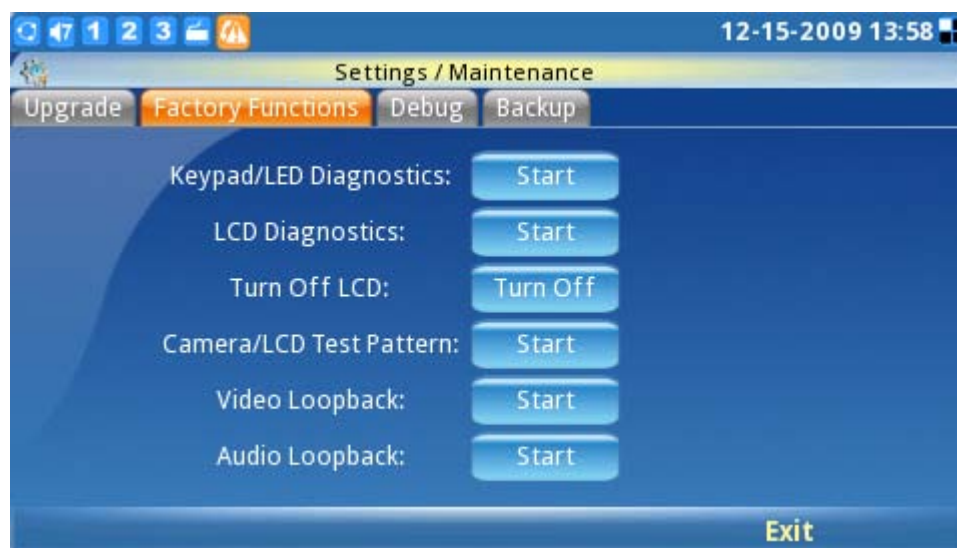 7 1 2 3 12-15-2009 13:58
Settings / Maintenance
Upgrade Factory Functions Debug Backup
Keypad/LED Diagnostics: Start
LCD Diagnostics: Start
Turn Off LCD: Turn Off
Camera/LCD Test Pattern: Start
Video Loopback: Start
Audio Loopback: Start
Exit